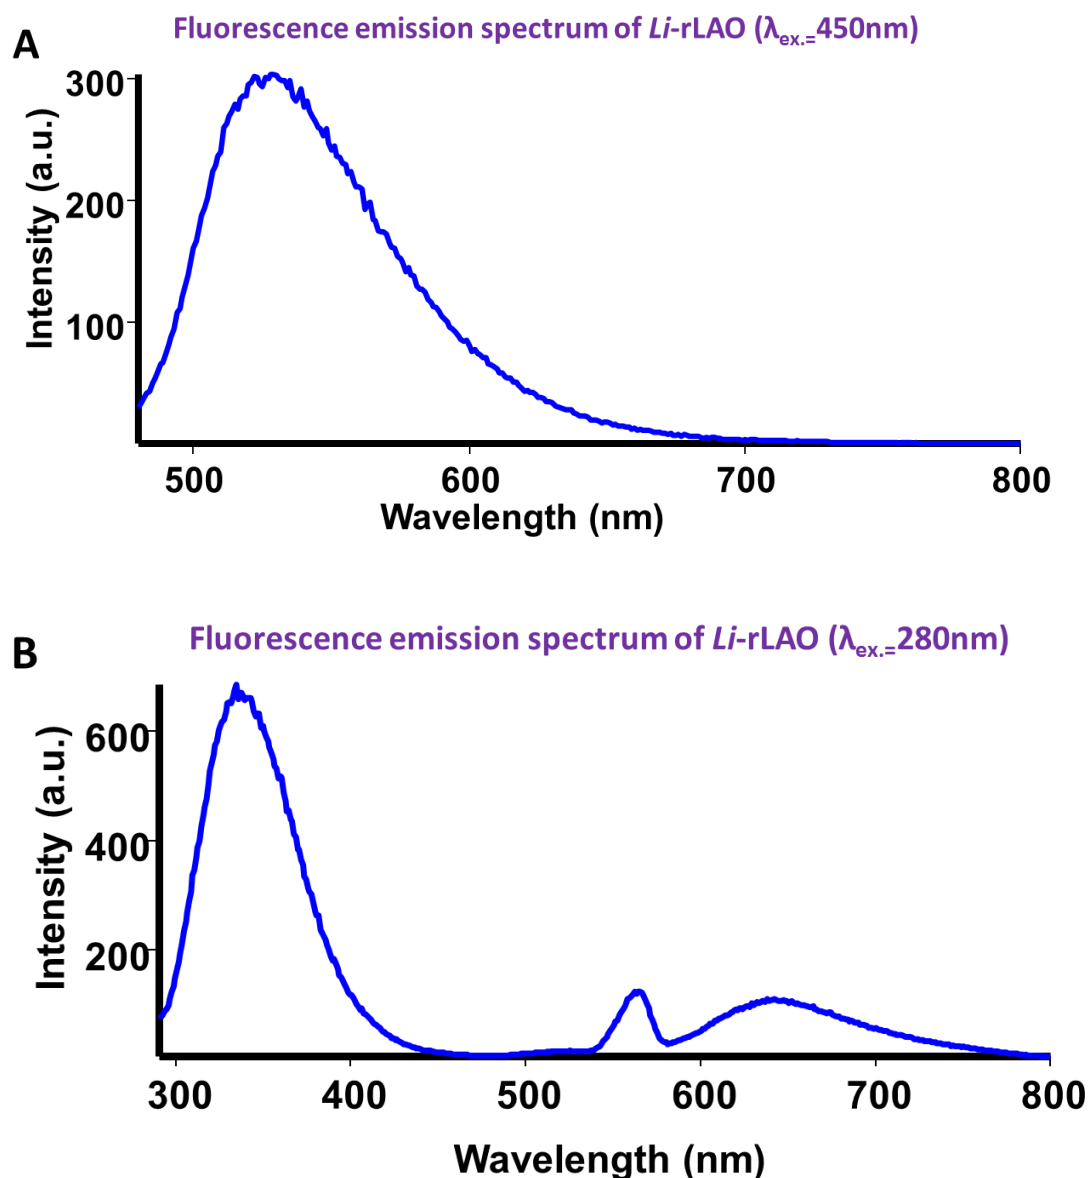 A
Fluorescence emission spectrum of Li-rLAO (λex.=450nm)
300
200
100
Intensity (a.u.)
500 600 700 800
Wavelength (nm)
B
Fluorescence emission spectrum of Li-rLAO (λex.=280nm)
600
400
200
Intensity (a.u.)
300 400 500 600 700 800
Wavelength (nm)